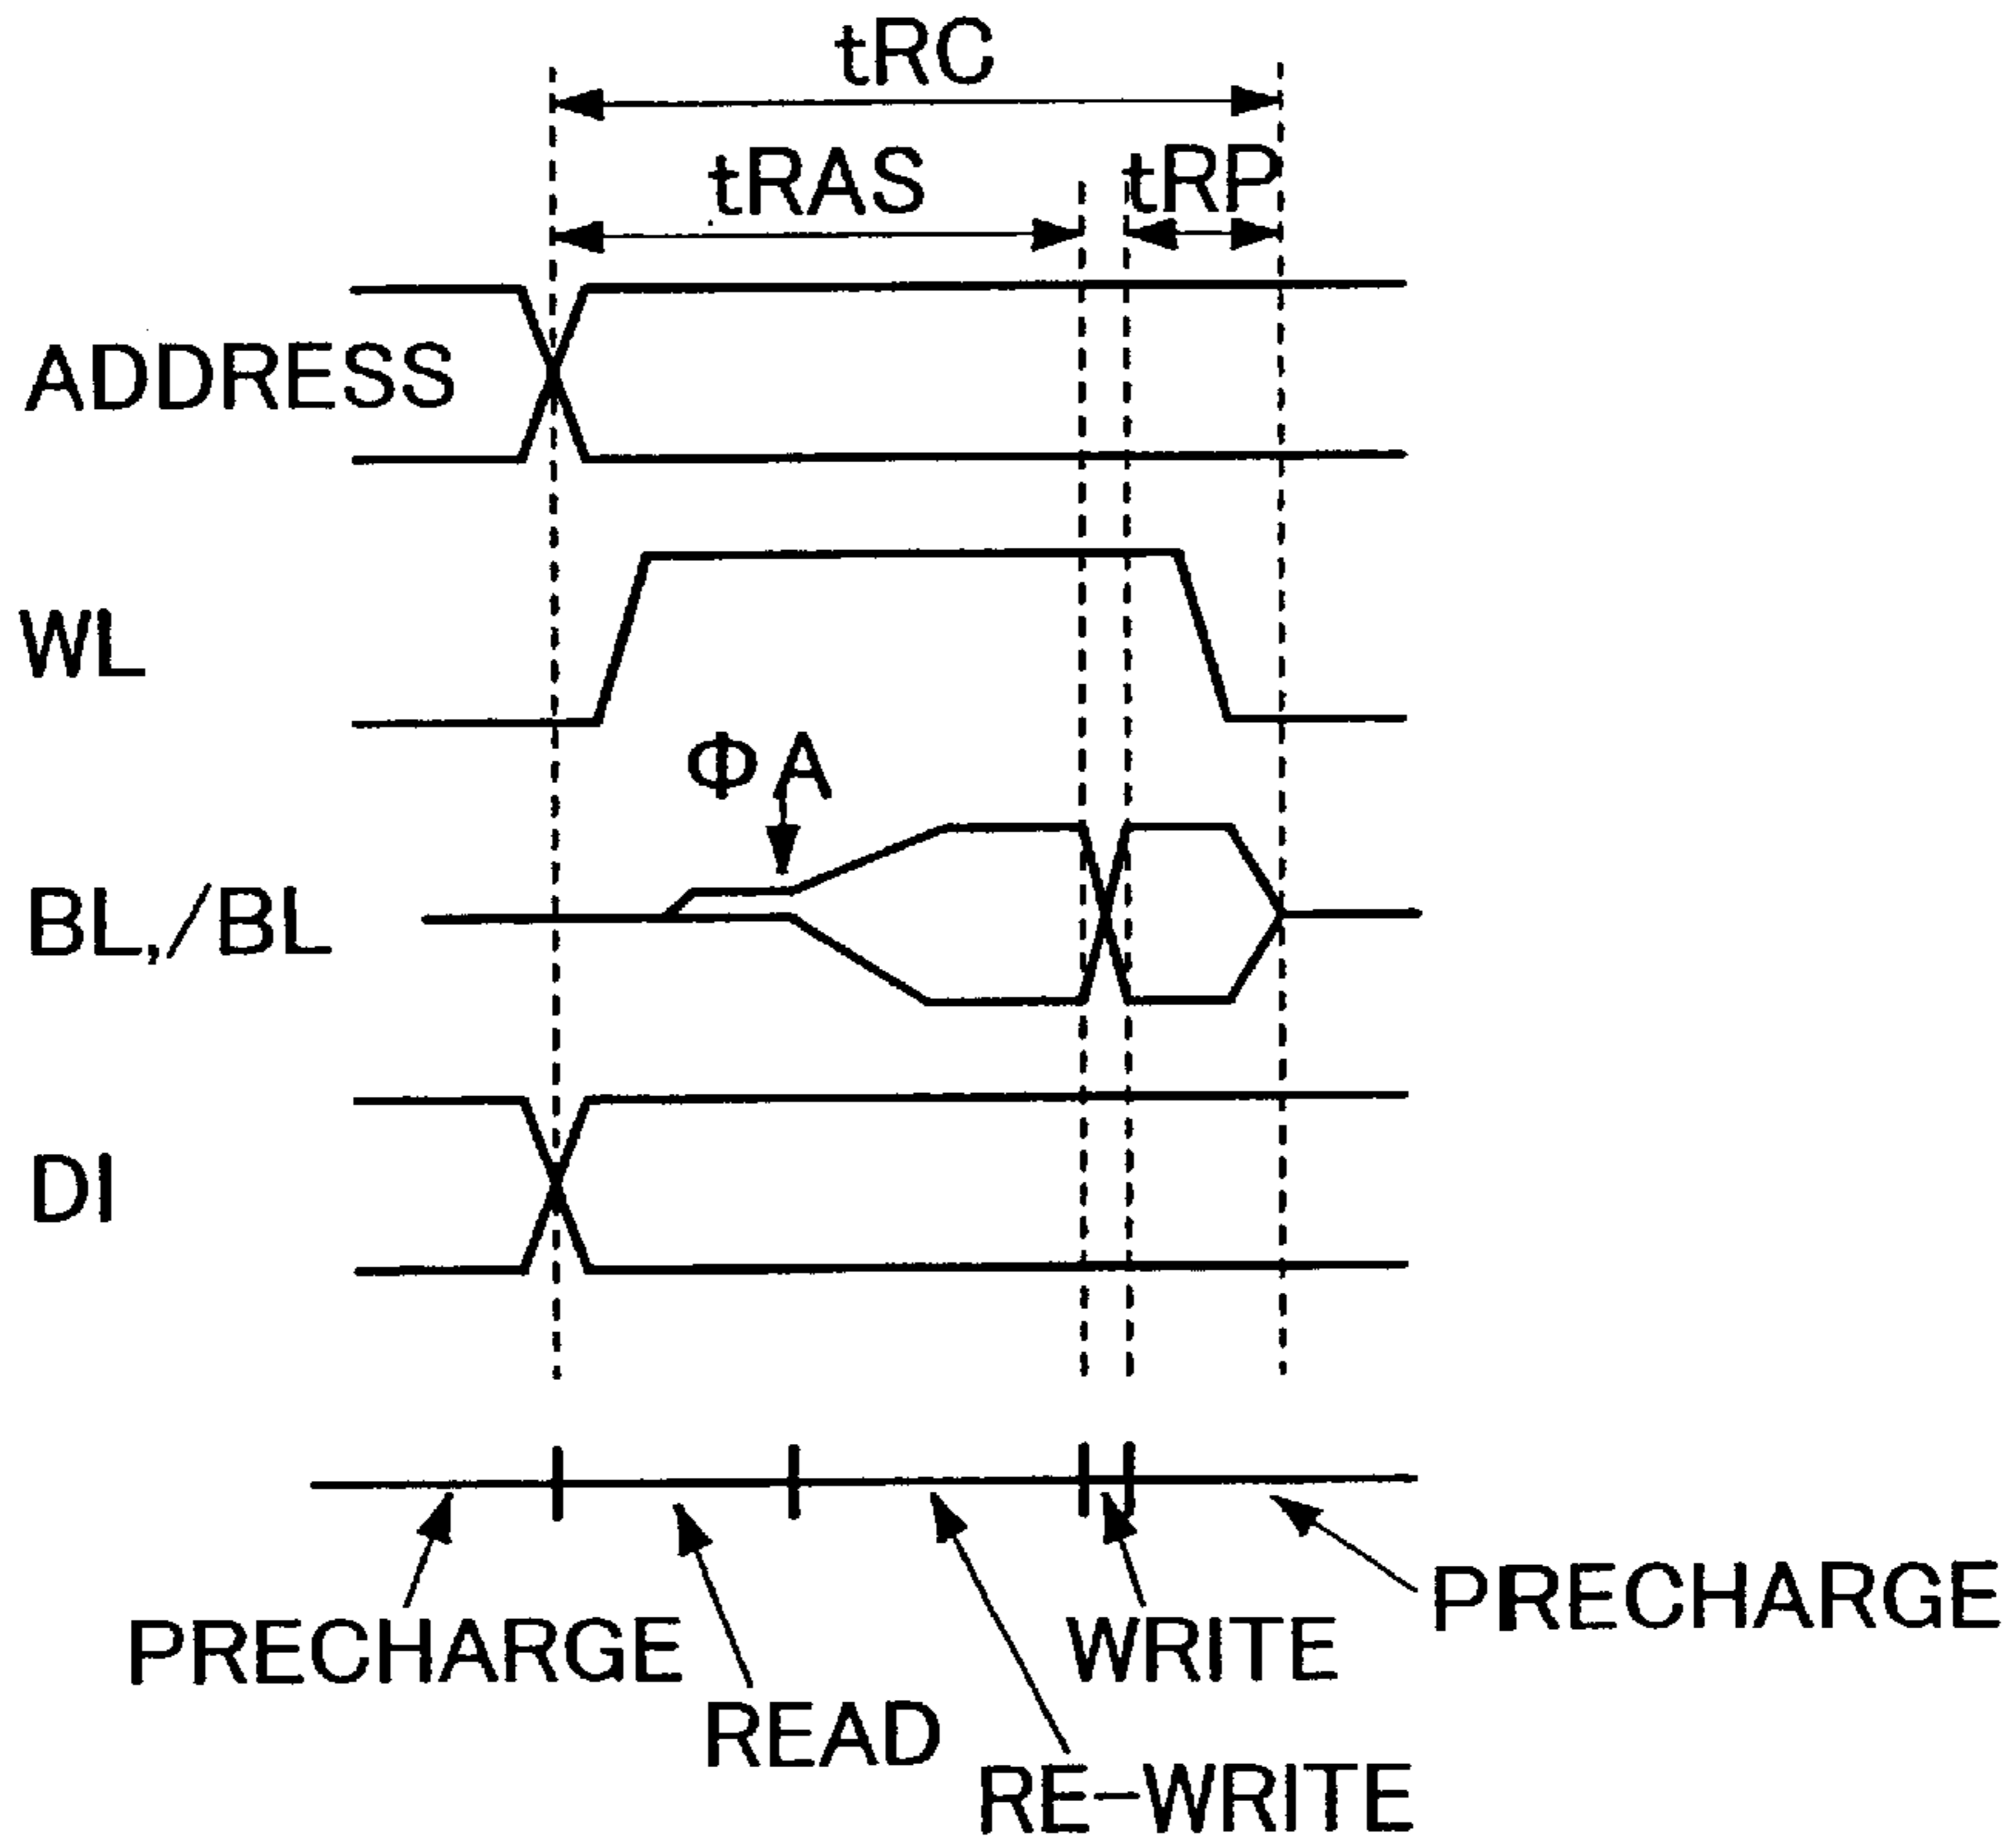 tRC
tRAS
tRP
ADDRESS
WL
ΦA
BL,/BL
DI
PRECHARGE
READ
RE-WRITE
WRITE
PRECHARGE